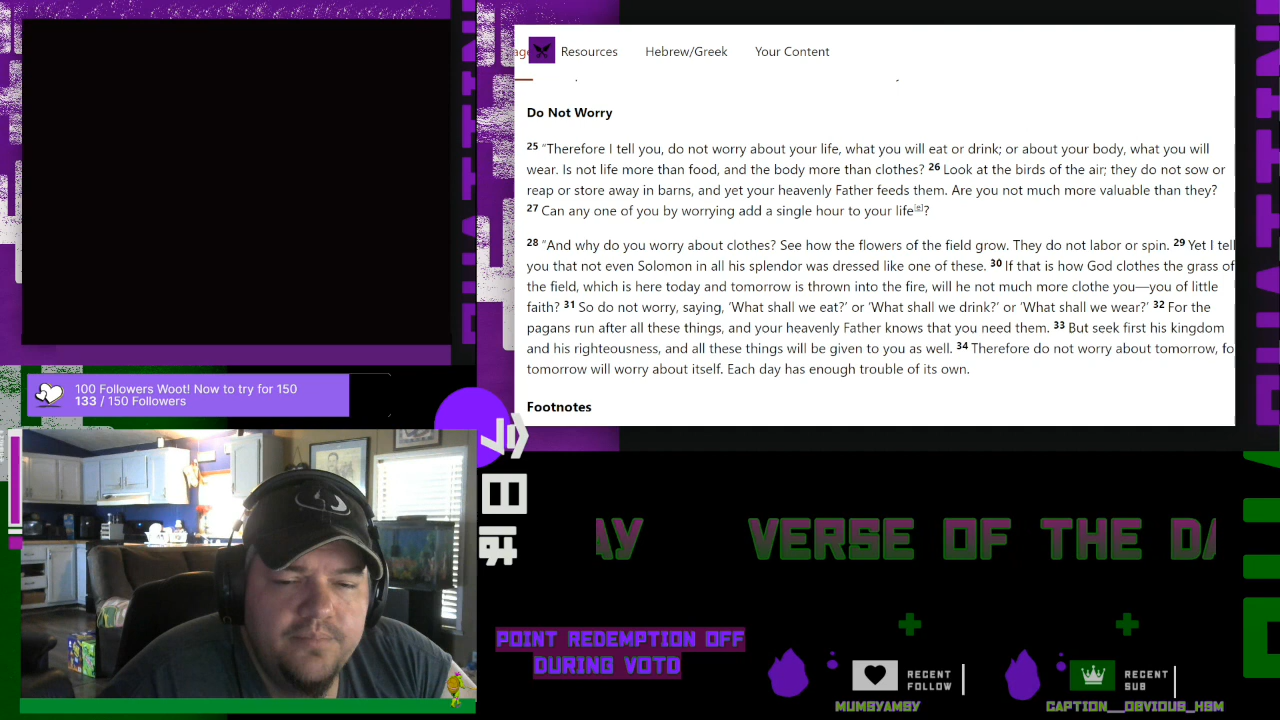 Resources Hebrew/Greek Your Content
Do Not Worry
25 “Therefore I tell you, do not worry about your life, what you will eat or drink; or about your body, what you will
wear. Is not life more than food, and the body more than clothes? 26 Look at the birds of the air; they do not sow or
reap or store away in barns, and yet your heavenly Father feeds them. Are you not much more valuable than they?
27 Can any one of you by worrying add a single hour to your life[e]?
28 “And why do you worry about clothes? See how the flowers of the field grow. They do not labor or spin. 29 Yet I tell
you that not even Solomon in all his splendor was dressed like one of these. 30 If that is how God clothes the grass of
the field, which is here today and tomorrow is thrown into the fire, will he not much more clothe you—you of little
faith? 31 So do not worry, saying, ‘What shall we eat?’ or ‘What shall we drink?’ or ‘What shall we wear?’ 32 For the
pagans run after all these things, and your heavenly Father knows that you need them. 33 But seek first his kingdom
and his righteousness, and all these things will be given to you as well. 34 Therefore do not worry about tomorrow, fo
tomorrow will worry about itself. Each day has enough trouble of its own.
Footnotes
100 Followers Woot! Now to try for 150
133 / 150 Followers
AY VERSE OF THE DA
POINT REDEMPTION OFF
DURING VOTD
RECENT
FOLLOW
MUMBYAMBY
RECENT
SUB
CAPTION__OBVIOUS_HSM